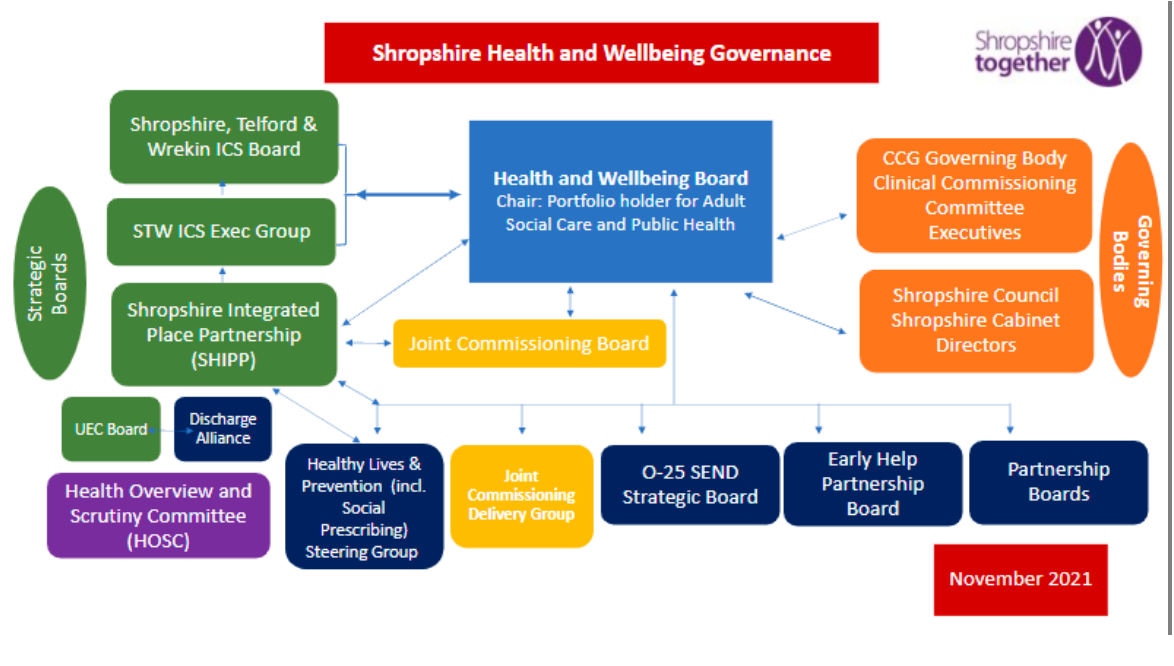 Shropshire Health and Wellbeing Governance
Shropshire
together
Shropshire, Telford &
Wrekin ICS Board
STW ICS Exec Group
Strategic
Boards
Shropshire Integrated
Place Partnership
(SHIPP)
Health and Wellbeing Board
Chair: Portfolio holder for Adult
Social Care and Public Health
Joint Commissioning Board
CCG Governing Body
Clinical Commissioning
Committee
Executives
Governing
Bodies
Shropshire Council
Shropshire Cabinet
Directors
UEC Board
Discharge
Alliance
Health Overview and
Scrutiny Committee
(HOSC)
Healthy Lives &
Prevention (incl.
Social
Prescribing)
Steering Group
Joint
Commissioning
Delivery Group
O-25 SEND
Strategic Board
Early Help
Partnership
Board
Partnership
Boards
November 2021